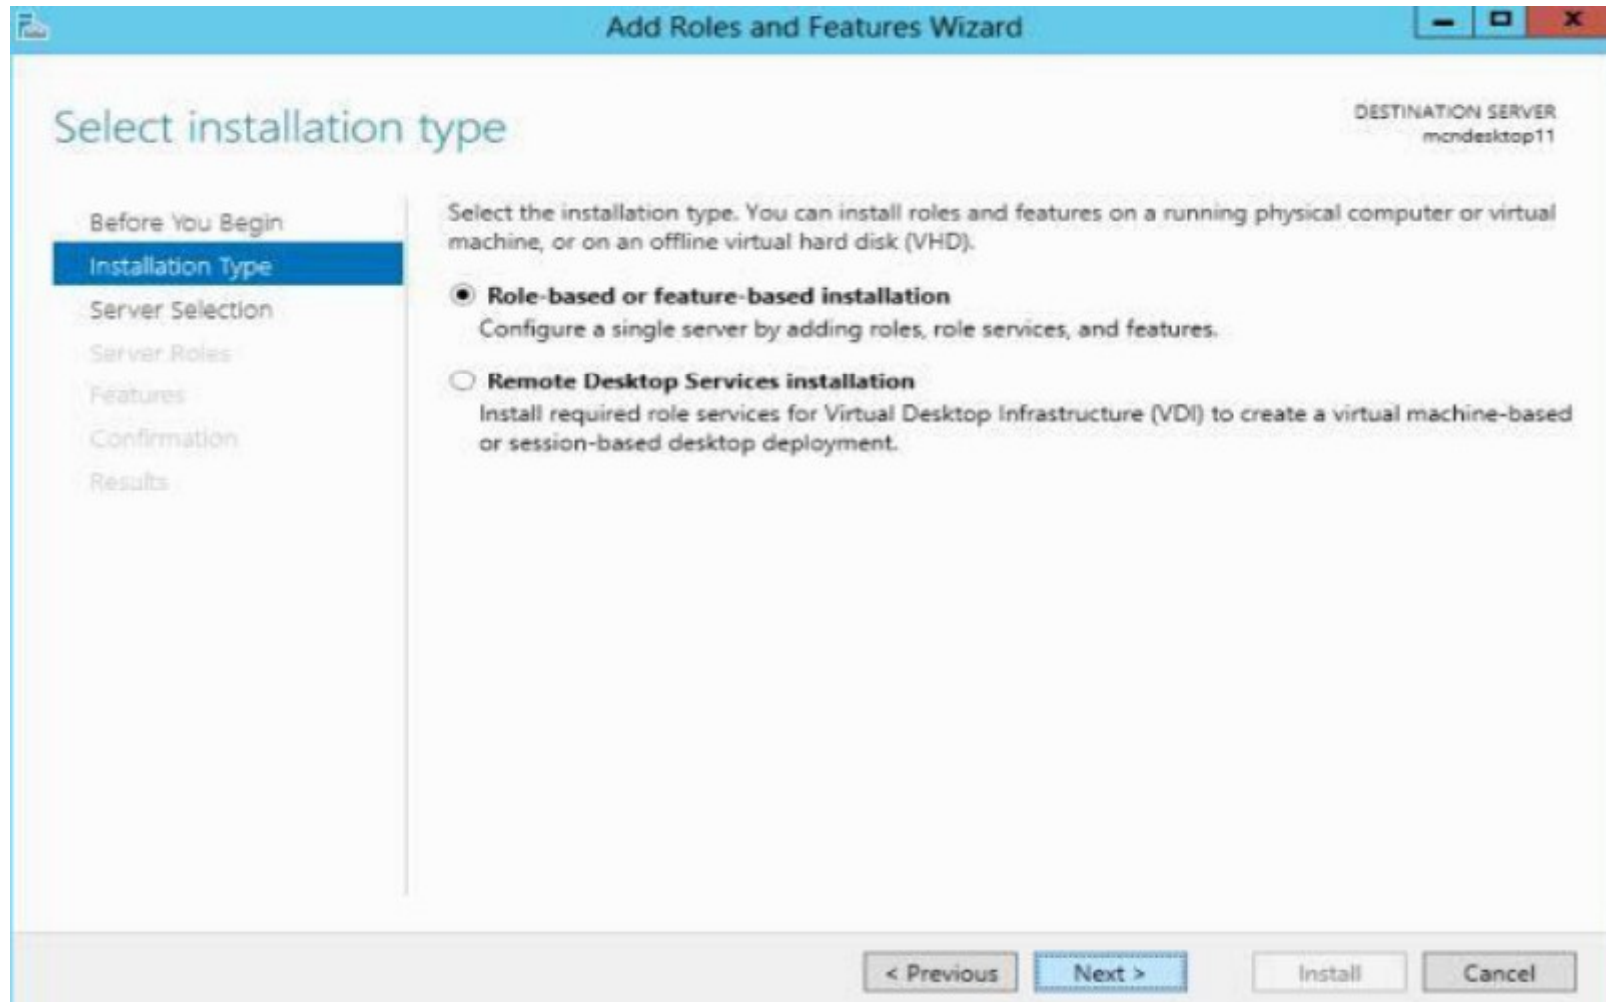 Add Roles and Features Wizard
Select installation type
DESTINATION SERVER
mcndesktop11
Before You Begin
Installation Type
Server Selection
Server Roles
Features
Confirmation
Results
Select the installation type. You can install roles and features on a running physical computer or virtual
machine, or on an offline virtual hard disk (VHD).
Role-based or feature-based installation
Configure a single server by adding roles, role services, and features.
Remote Desktop Services installation
Install required role services for Virtual Desktop Infrastructure (VDI) to create a virtual machine-based
or session-based desktop deployment.
< Previous
Next >
Install
Cancel